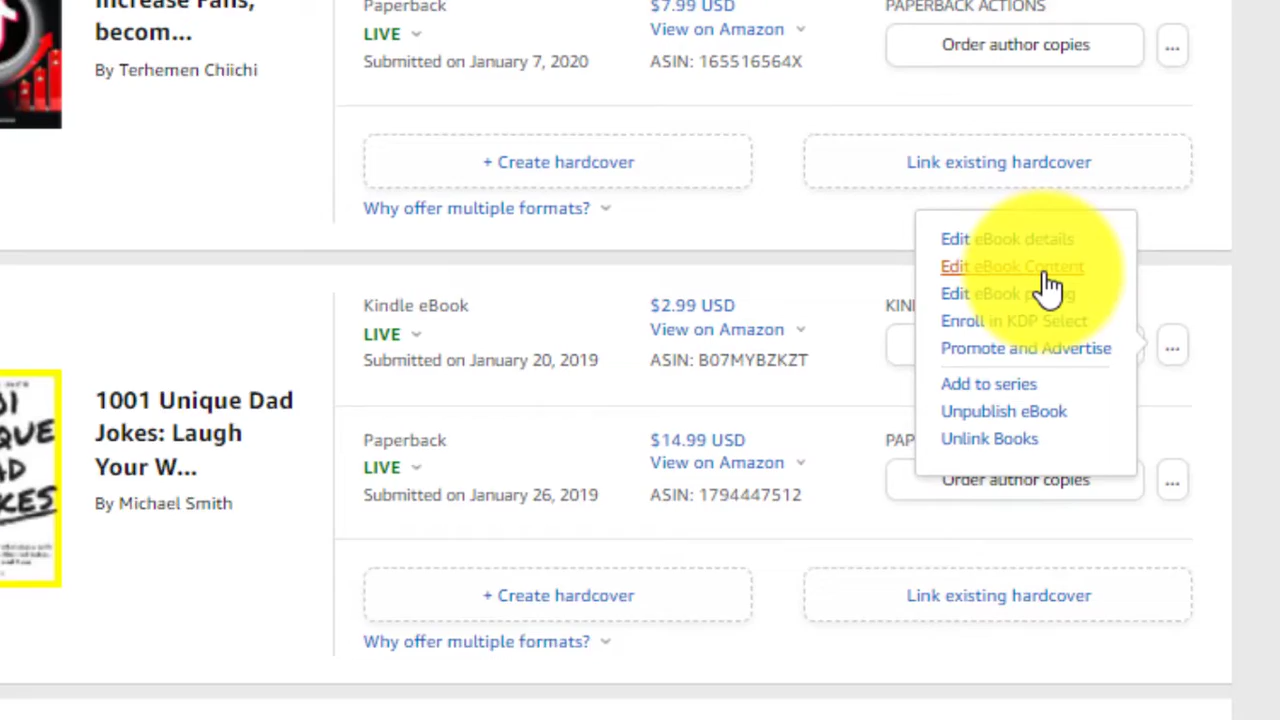 Increase Fans,
becom...
By Terhemen Chiichi
Paperback
LIVE
Submitted on January 7, 2020
$7.99 USD
View on Amazon
ASIN: 165516564X
PAPERBACK ACTIONS
Order author copies
...
+ Create hardcover
Link existing hardcover
Why offer multiple formats?
Edit eBook details
Edit eBook Content
Edit eBook
Enroll in KDP Select
Promote and Advertise
Add to series
Unpublish eBook
Unlink Books
1001 Unique Dad
Jokes: Laugh
Your W...
By Michael Smith
Kindle eBook
LIVE
Submitted on January 20, 2019
$2.99 USD
View on Amazon
ASIN: B07MYBZKZT
KIN
...
Paperback
LIVE
Submitted on January 26, 2019
$14.99 USD
View on Amazon
ASIN: 1794447512
PAP
Order author copies
...
+ Create hardcover
Link existing hardcover
Why offer multiple formats?